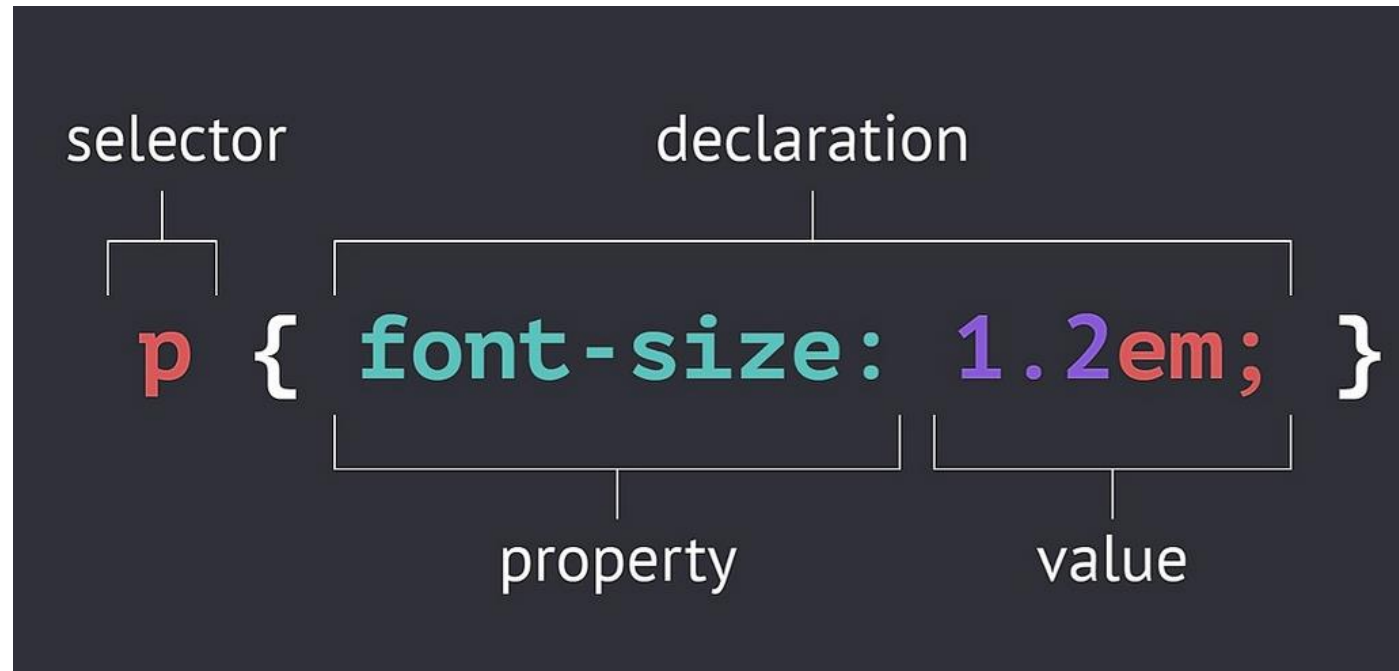 selector declaration
p { font-size: 1.2em; }
property value